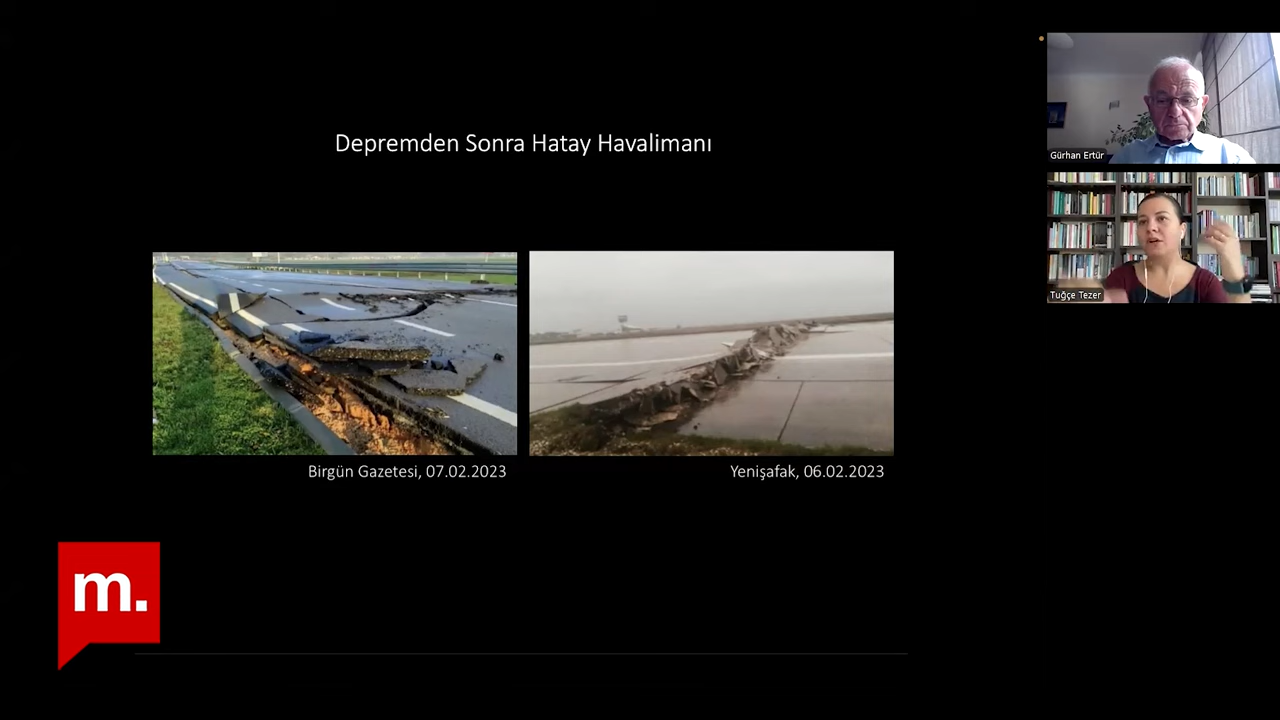 Depremden Sonra Hatay Havalimanı
Birgün Gazetesi, 07.02.2023
Yenişafak, 06.02.2023
m.
Gürhan Ertür
Tuğçe Tezer